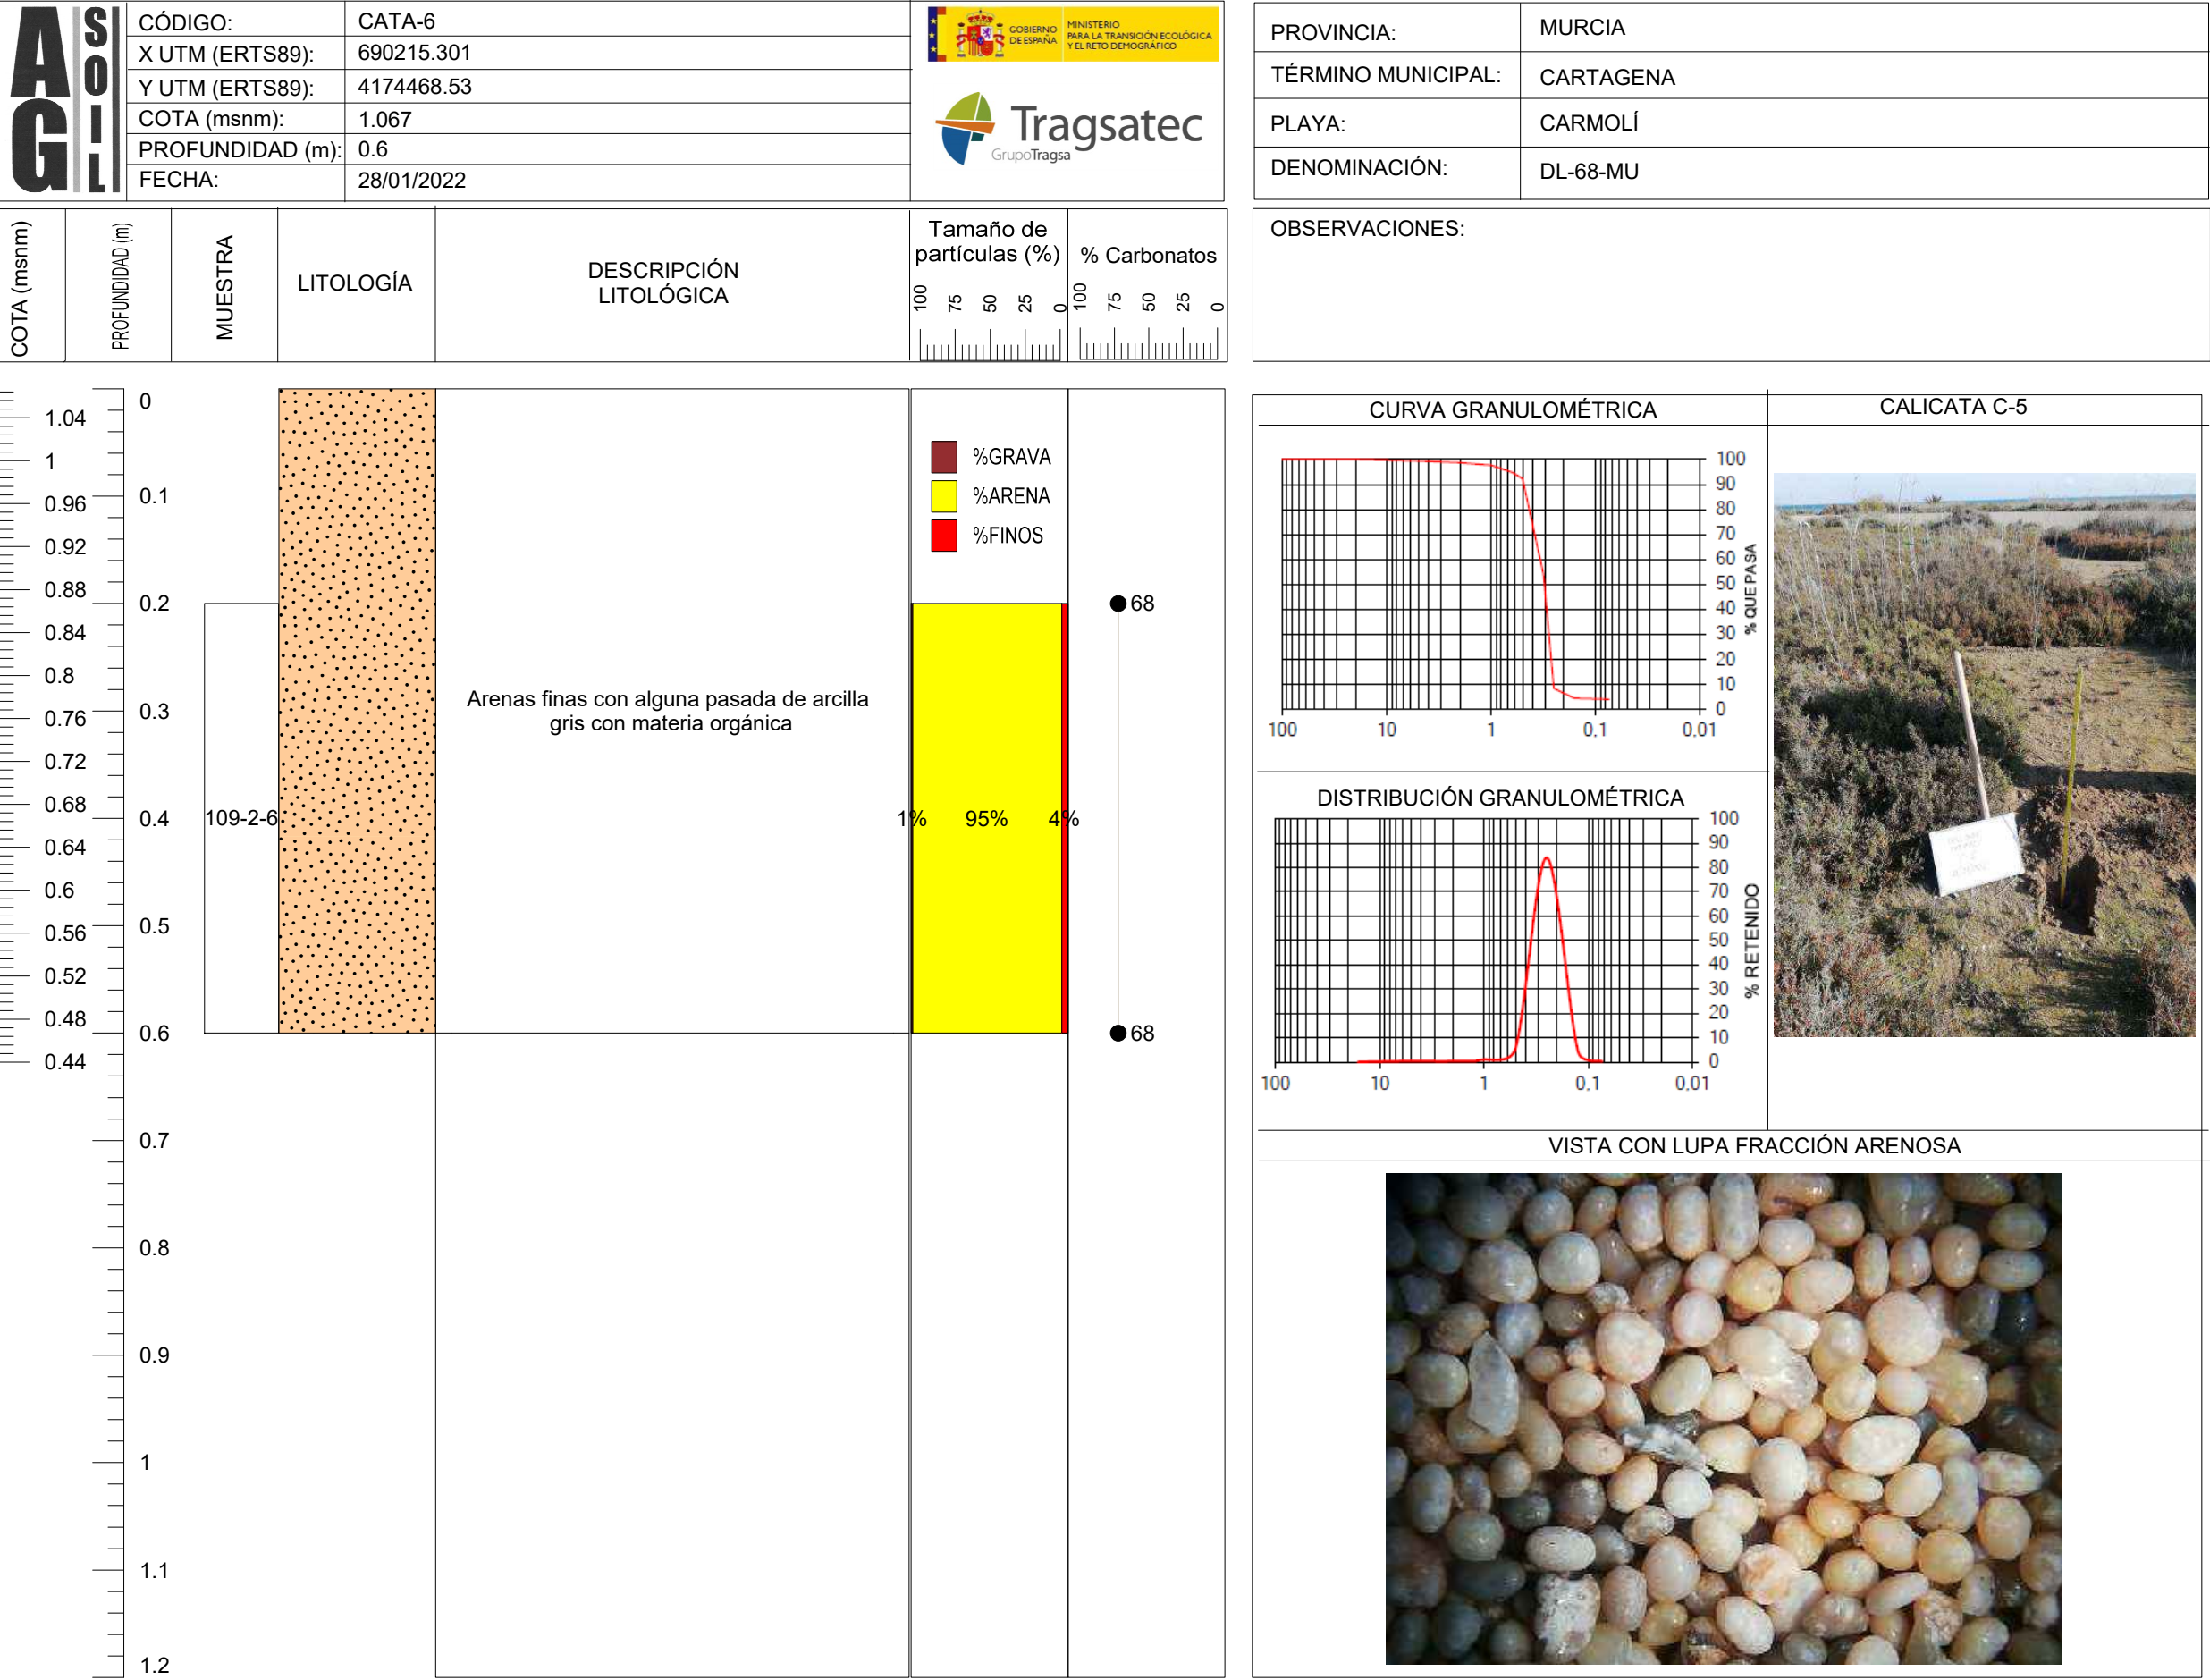 AG SOIL
CÓDIGO: CATA-6
X UTM (ERTS89): 690215.301
Y UTM (ERTS89): 4174468.53
COTA (msnm): 1.067
PROFUNDIDAD (m): 0.6
FECHA: 28/01/2022
GOBIERNO DE ESPAÑA
MINISTERIO
PARA LA TRANSICIÓN ECOLÓGICA
Y EL RETO DEMOGRÁFICO
Tragsatec
GrupoTragsa
PROVINCIA: MURCIA
TÉRMINO MUNICIPAL: CARTAGENA
PLAYA: CARMOLÍ
DENOMINACIÓN: DL-68-MU
COTA (msnm)
PROFUNDIDAD (m)
MUESTRA
LITOLOGÍA
DESCRIPCIÓN
LITOLÓGICA
Tamaño de
partículas (%)
100 75 50 25 0
% Carbonatos
100 75 50 25 0
OBSERVACIONES:
1.04
1
0.96
0.92
0.88
0.84
0.8
0.76
0.72
0.68
0.64
0.6
0.56
0.52
0.48
0.44
0
0.1
0.2
0.3
0.4
0.5
0.6
0.7
0.8
0.9
1
1.1
1.2
109-2-6
Arenas finas con alguna pasada de arcilla
gris con materia orgánica
%GRAVA
%ARENA
%FINOS
1% 95% 4%
68
68
CURVA GRANULOMÉTRICA
100
90
80
70
60
50
40
30
20
10
0
% QUE PASA
100 10 1 0.1 0.01
DISTRIBUCIÓN GRANULOMÉTRICA
100
90
80
70
60
50
40
30
20
10
0
% RETENIDO
100 10 1 0.1 0.01
CALICATA C-5
VISTA CON LUPA FRACCIÓN ARENOSA